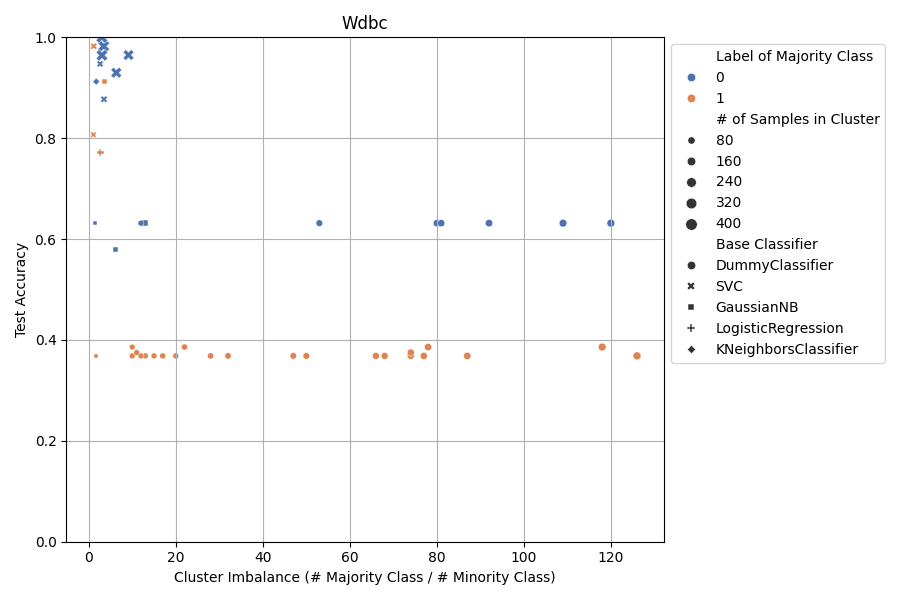 Wdbc
1.0
0.8
0.6
0.4
0.2
0.0
Test Accuracy
0
20
40
60
80
100
120
Cluster Imbalance (# Majority Class / # Minority Class)
Label of Majority Class
0
1
# of Samples in Cluster
80
160
240
320
400
Base Classifier
DummyClassifier
SVC
GaussianNB
LogisticRegression
KNeighborsClassifier